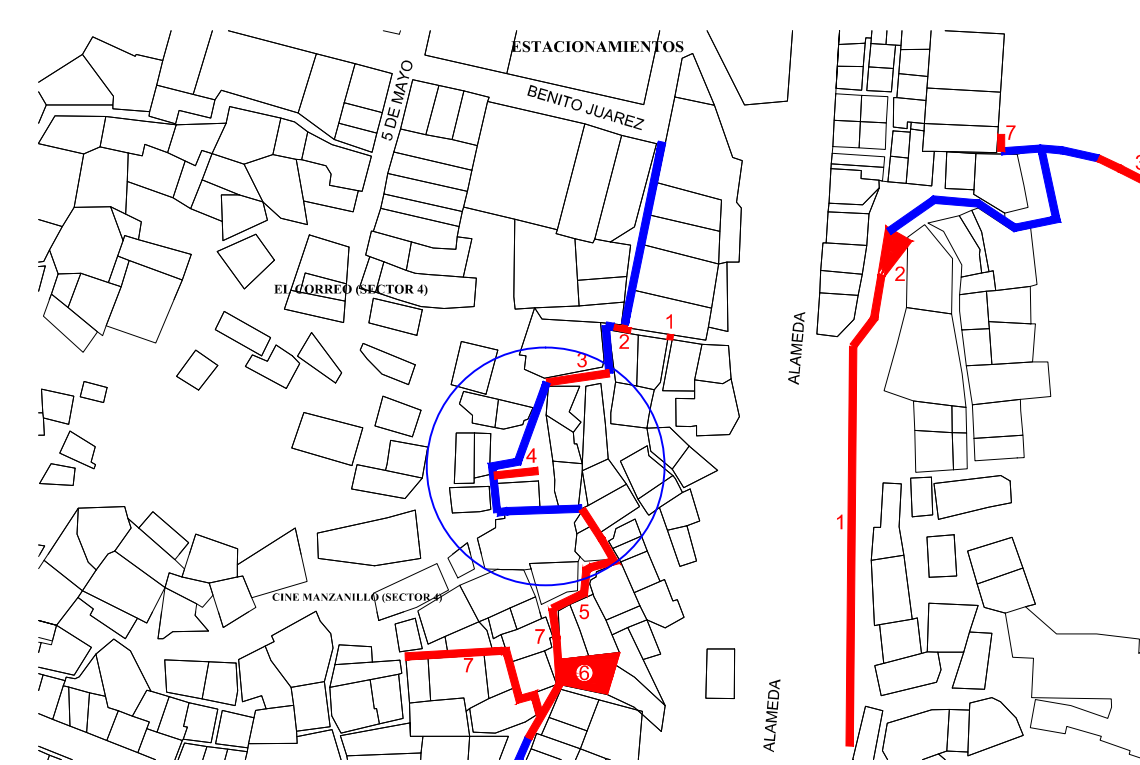 ESTACIONAMIENTOS
5 DE MAYO
BENITO JUAREZ
7
3
2
EL CORREO (SECTOR 4)
ALAMEDA
1
2
3
4
1
CINE MANZANILLO (SECTOR 4)
5
7
7
6
ALAMEDA